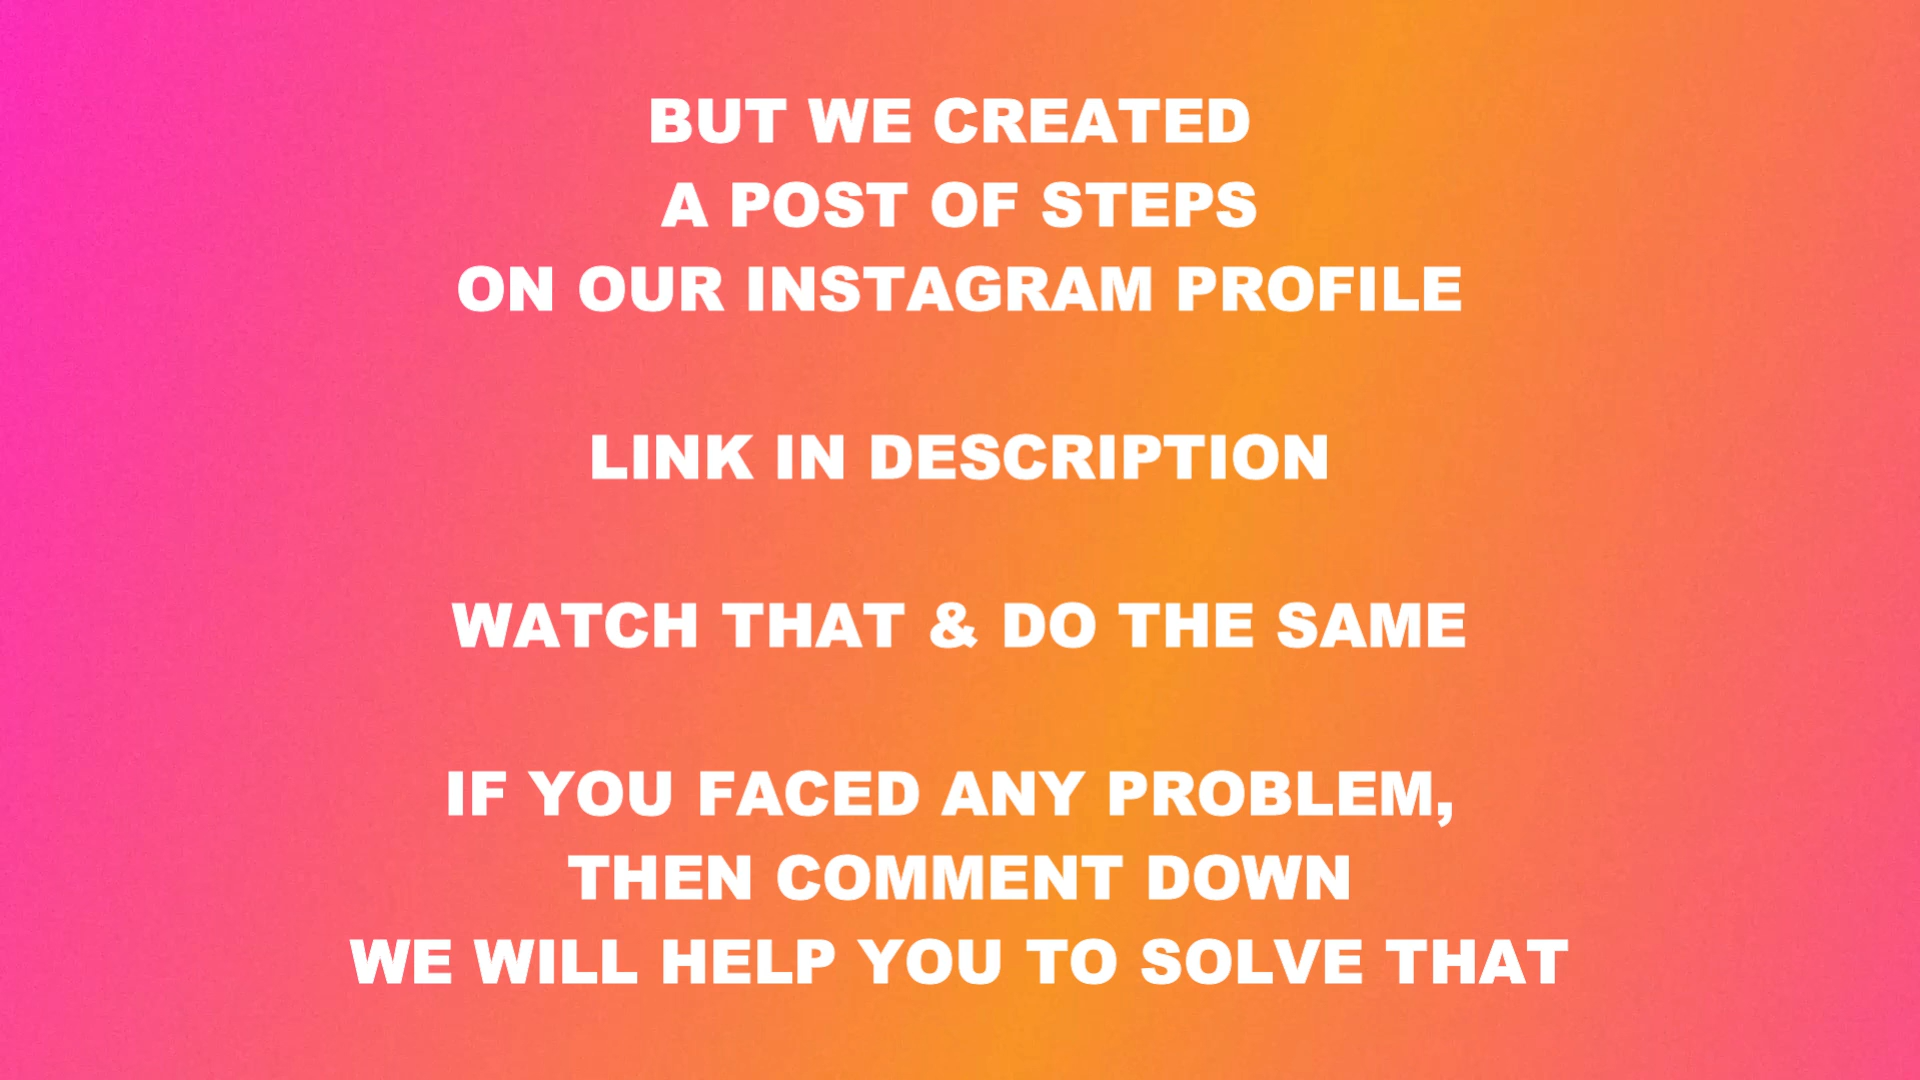 BUT WE CREATED
A POST OF STEPS
ON OUR INSTAGRAM PROFILE
LINK IN DESCRIPTION
WATCH THAT & DO THE SAME
IF YOU FACED ANY PROBLEM,
THEN COMMENT DOWN
WE WILL HELP YOU TO SOLVE THAT